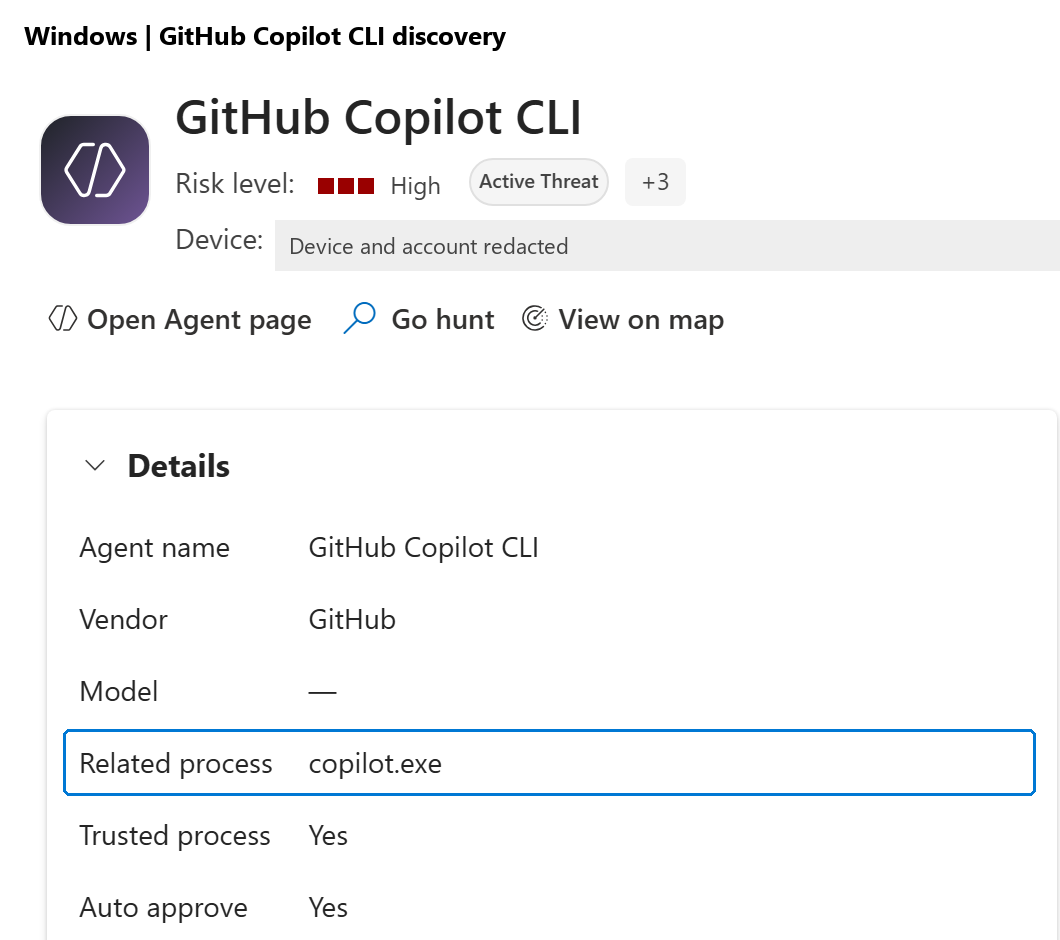 Windows | GitHub Copilot CLI discovery
GitHub Copilot CLI
Risk level: High Active Threat +3
Device: Device and account redacted
Open Agent page Go hunt View on map
Details
Agent name GitHub Copilot CLI
Vendor GitHub
Model —
Related process copilot.exe
Trusted process Yes
Auto approve Yes